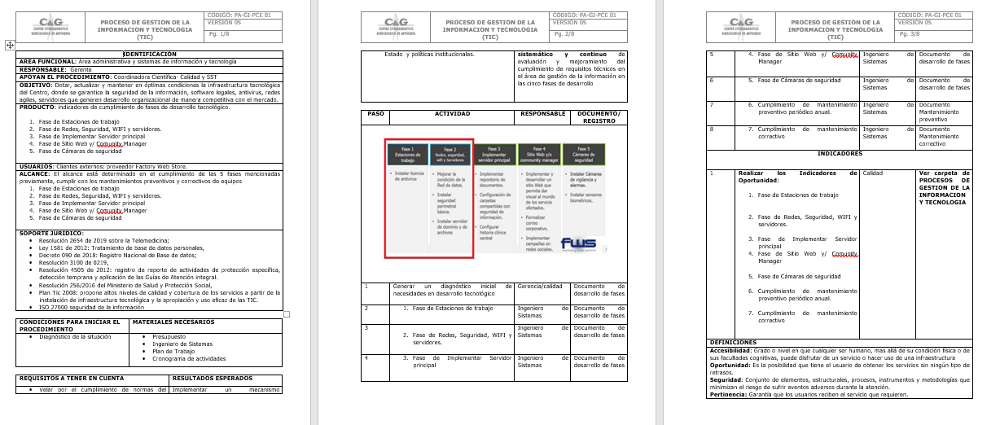 C&G
CENTRO CITODIAGNOSTICO
GINECOLOGICO DE ANTIOQUIA
PROCESO DE GESTIÓN DE LA
INFORMACION Y TECNOLOGIA
(TIC)
CÓDIGO: PA-GI-PCE 01
VERSIÓN 05
Pg. 1/8
IDENTIFICACIÓN
AREA FUNCIONAL: Área administrativa y sistemas de información y tecnología
RESPONSABLE: Gerente
APOYAN EL PROCEDIMIENTO: Coordinadora Científica- Calidad y SST
OBJETIVO: Dotar, actualizar y mantener en óptimas condiciones la infraestructura tecnológica
del Centro, donde se garantice la seguridad de la información, software legales, antivirus, redes
agiles, servidores que generen desarrollo organizacional de manera competitiva con el mercado.
PRODUCTO: indicadores de cumplimiento de fases de desarrollo tecnológico.
1. Fase de Estaciones de trabajo
2. Fase de Redes, Seguridad, WIFI y servidores.
3. Fase de Implementar Servidor principal
4. Fase de Sitio Web y/ Comunity Manager
5. Fase de Cámaras de seguridad
USUARIOS: Clientes externos: proveedor Factory Web Store.
ALCANCE: El alcance está determinado en el cumplimiento de las 5 fases mencionadas
previamente, cumplir con los mantenimientos preventivos y correctivos de equipos
1. Fase de Estaciones de trabajo
2. Fase de Redes, Seguridad, WIFI y servidores.
3. Fase de Implementar Servidor principal
4. Fase de Sitio Web y/ Comunity Manager
5. Fase de Cámaras de seguridad
SOPORTE JURIDICO:
• Resolución 2654 de 2019 sobre la Telemedicina;
• Ley 1581 de 2012: Tratamiento de base de datos personales,
• Decreto 090 de 2018: Registro Nacional de Base de datos;
• Resolución 3100 de 0219,
• Resolución 4505 de 2012: registro de reporte de actividades de protección específica,
detección temprana y aplicación de las Guías de Atención integral.
• Resolución 256/2016 del Ministerio de Salud y Protección Social,
• Plan Tic 2008: propone altos niveles de calidad y cobertura de los servicios a partir de la
instalación de infraestructura tecnológica y la apropiación y uso eficaz de las TIC.
• ISO 27000 seguridad de la información
CONDICIONES PARA INICIAR EL
PROCEDIMIENTO
MATERIALES NECESARIOS
• Diagnóstico de la situación
• Presupuesto
• Ingeniero de Sistemas
• Plan de Trabajo
• Cronograma de actividades
REQUISITOS A TENER EN CUENTA
RESULTADOS ESPERADOS
• Velar por el cumplimiento de normas del
Implementar un mecanismo
C&G
CENTRO CITODIAGNOSTICO
GINECOLOGICO DE ANTIOQUIA
PROCESO DE GESTIÓN DE LA
INFORMACION Y TECNOLOGIA
(TIC)
CÓDIGO: PA-GI-PCE 01
VERSIÓN 05
Pg. 2/8
Estado y políticas institucionales.
sistemático y continuo de
evaluación y mejoramiento del
cumplimiento de requisitos técnicos en
el área de gestión de la información en
las cinco fases de desarrollo
PASO
ACTIVIDAD
RESPONSABLE
DOCUMENTO/
REGISTRO
Fase 1
Estaciones de
trabajo
Fase 2
Redes, seguridad,
wifi y Servidores
Fase 3
Implementar
servidor principal
Fase 4
Sitio Web y/o
community manager
Fase 5
Cámaras de
seguridad
• Instalar licencia
de antivirus
• Mejorar la
condición de la
Red de datos.
• Instalar
seguridad
perimetral
básica.
• Instalar servidor
de dominio y de
archivos
• Implementar
repositorio de
documentos.
• Configuración de
carpetas
compartidas con
seguridad de
información.
• Configurar
historia clínica
central
• Implementar y
desarrollar un
sitio Web que
permita dar
visual al mundo
de los servicio
ofertados.
• Formalizar
correo
corporativo.
• Implementar
campañas en
redes sociales.
• Instalar Cámaras
de vigilancia y
alarmas.
• Instalar sensores
biométricos.
fws
1
Generar un diagnóstico inicial de
necesidades en desarrollo tecnológico
Gerencia/calidad
Documento de
desarrollo de fases
2
1. Fase de Estaciones de trabajo
Ingeniero de
Sistemas
Documento de
desarrollo de fases
3
2. Fase de Redes, Seguridad, WIFI y
servidores.
Ingeniero de
Sistemas
Documento de
desarrollo de fases
4
3. Fase de Implementar Servidor
principal
Ingeniero de
Sistemas
Documento de
desarrollo de fases
C&G
CENTRO CITODIAGNOSTICO
GINECOLOGICO DE ANTIOQUIA
PROCESO DE GESTIÓN DE LA
INFORMACION Y TECNOLOGIA
(TIC)
CÓDIGO: PA-GI-PCE 01
VERSIÓN 05
Pg. 3/8
5
4. Fase de Sitio Web y/ Comunity
Manager
Ingeniero de
Sistemas
Documento de
desarrollo de fases
6
5. Fase de Cámaras de seguridad
Ingeniero de
Sistemas
Documento de
desarrollo de fases
7
6. Cumplimiento de mantenimiento
preventivo periódico anual.
Ingeniero de
Sistemas
Documento
Mantenimiento
preventivo
8
7. Cumplimiento de mantenimiento
correctivo
Ingeniero de
Sistemas
Documento
Mantenimiento
correctivo
INDICADORES
1
Realizar los Indicadores de
Oportunidad:
1. Fase de Estaciones de trabajo
2. Fase de Redes, Seguridad, WIFI y
servidores.
3. Fase de Implementar Servidor
principal
4. Fase de Sitio Web y/ Comunity
Manager
5. Fase de Cámaras de seguridad
6. Cumplimiento de mantenimiento
preventivo periódico anual.
7. Cumplimiento de mantenimiento
correctivo
Calidad
Ver carpeta de
PROCESOS DE
GESTION DE LA
INFORMACION
Y TECNOLOGIA
DEFINICIONES
Accesibilidad: Grado o nivel en que cualquier ser humano, mas allá de su condición física o de
sus facultades cognitivas, puede disfrutar de un servicio o hacer uso de una infraestructura
Oportunidad: Es la posibilidad que tiene el usuario de obtener los servicios sin ningún tipo de
retrasos.
Seguridad: Conjunto de elementos, estructurales, procesos, instrumentos y metodologías que
minimizan el riesgo de sufrir eventos adversos durante la atención.
Pertinencia: Garantía que los usuarios reciben el servicio que requieren.